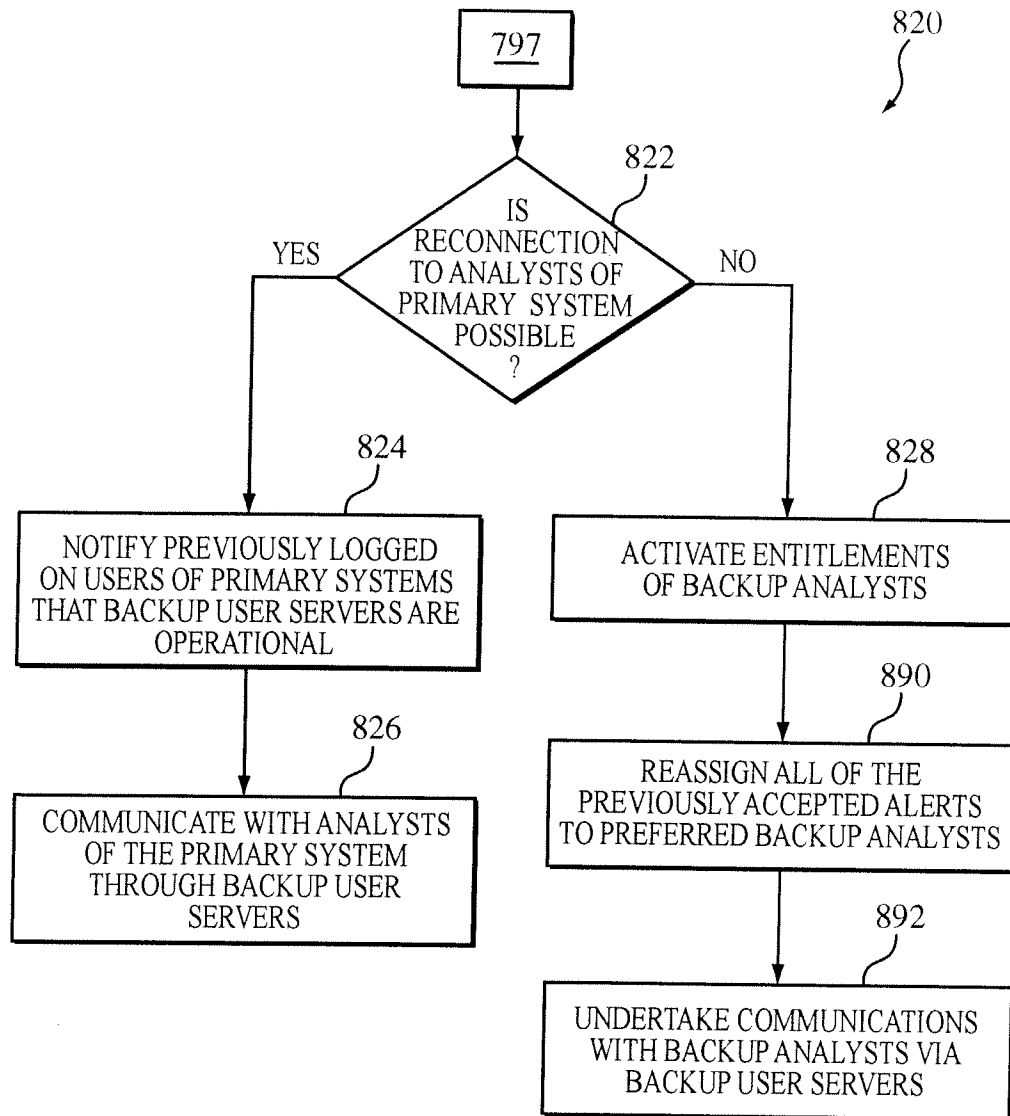 797
820
822
IS
RECONNECTION
TO ANALYSTS OF
PRIMARY SYSTEM
POSSIBLE
?
YES
NO
824
NOTIFY PREVIOUSLY LOGGED
ON USERS OF PRIMARY SYSTEMS
THAT BACKUP USER SERVERS ARE
OPERATIONAL
826
COMMUNICATE WITH ANALYSTS
OF THE PRIMARY SYSTEM
THROUGH BACKUP USER
SERVERS
828
ACTIVATE ENTITLEMENTS
OF BACKUP ANALYSTS
890
REASSIGN ALL OF THE
PREVIOUSLY ACCEPTED ALERTS
TO PREFERRED BACKUP ANALYSTS
892
UNDERTAKE COMMUNICATIONS
WITH BACKUP ANALYSTS VIA
BACKUP USER SERVERS